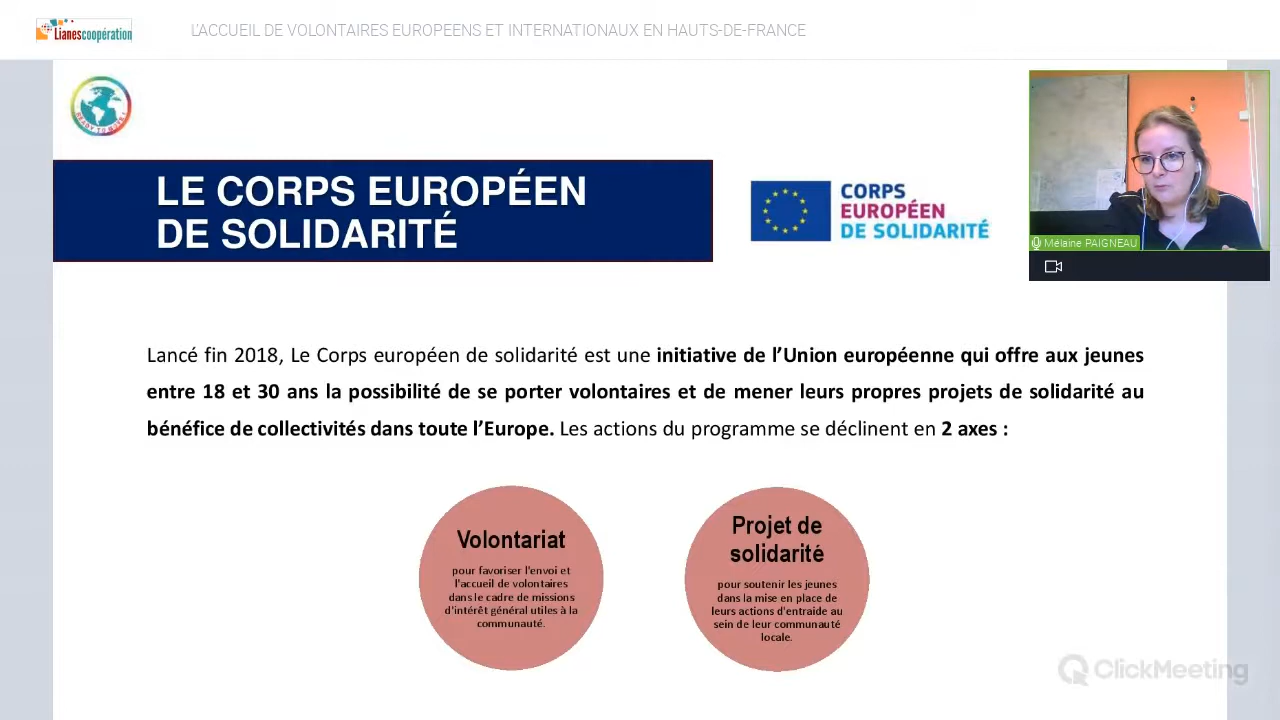 Lianescoopération
L'ACCUEIL DE VOLONTAIRES EUROPEENS ET INTERNATIONAUX EN HAUTS-DE-FRANCE
LE CORPS EUROPÉEN
DE SOLIDARITÉ
CORPS
EUROPÉEN
DE SOLIDARITÉ
Mélaine PAIGNEAU
Lancé fin 2018, Le Corps européen de solidarité est une initiative de l'Union européenne qui offre aux jeunes
entre 18 et 30 ans la possibilité de se porter volontaires et de mener leurs propres projets de solidarité au
bénéfice de collectivités dans toute l'Europe. Les actions du programme se déclinent en 2 axes :
Volontariat
pour favoriser l'envoi et
l'accueil de volontaires
dans le cadre de missions
d'intérêt général utiles à la
communauté.
Projet de
solidarité
pour soutenir les jeunes
dans la mise en place de
leurs actions d'entraide au
sein de leur communauté
locale.
ClickMeeting